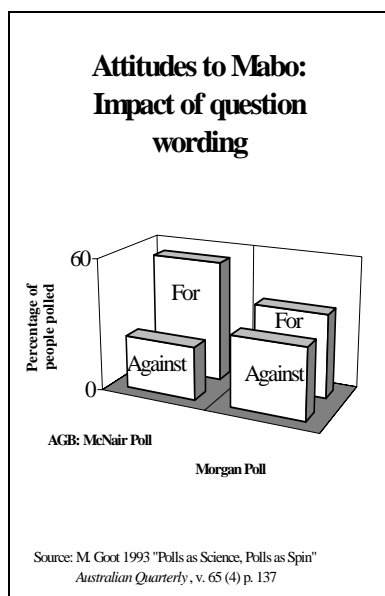 Attitudes to Mabo:
Impact of question
wording
60
Percentage of
people polled
For
For
Against
Against
0
AGB: McNair Poll
Morgan Poll
Source: M. Goot 1993 "Polls as Science, Polls as Spin"
Australian Quarterly, v. 65 (4) p. 137